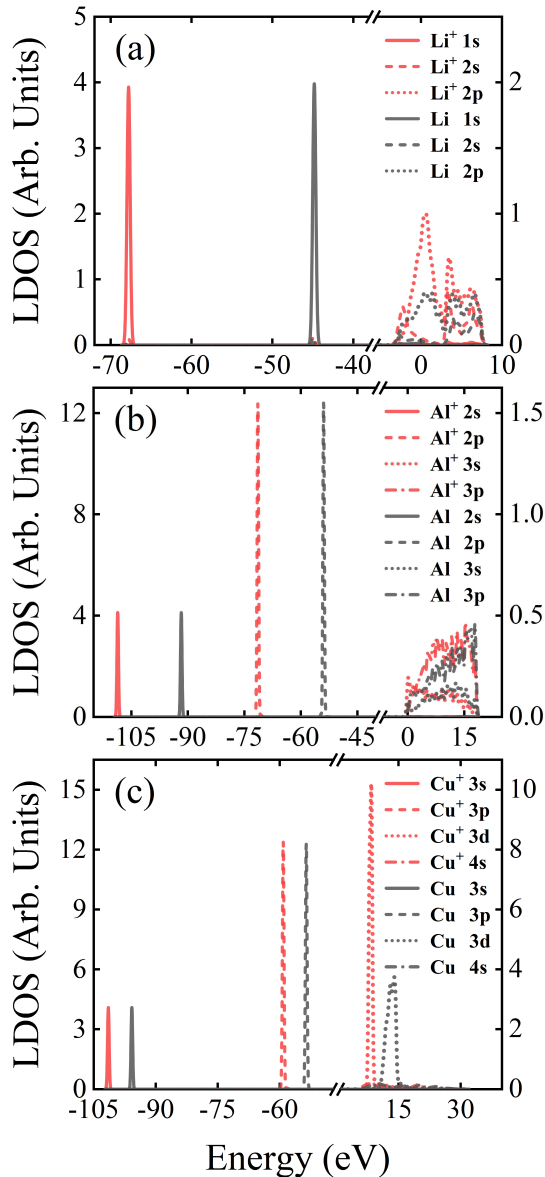 LDOS (Arb. Units)
(a)
5
4
3
2
1
0
Li⁺ 1s
Li⁺ 2s
Li⁺ 2p
Li 1s
Li 2s
Li 2p
2
1
0
-70 -60 -50 -40 0 10
LDOS (Arb. Units)
(b)
12
8
4
0
Al⁺ 2s
Al⁺ 2p
Al⁺ 3s
Al⁺ 3p
Al 2s
Al 2p
Al 3s
Al 3p
1.5
1.0
0.5
0.0
-105 -90 -75 -60 -45 0 15
LDOS (Arb. Units)
(c)
15
12
9
6
3
0
Cu⁺ 3s
Cu⁺ 3p
Cu⁺ 3d
Cu⁺ 4s
Cu 3s
Cu 3p
Cu 3d
Cu 4s
10
8
6
4
2
0
-105 -90 -75 -60 15 30
Energy (eV)